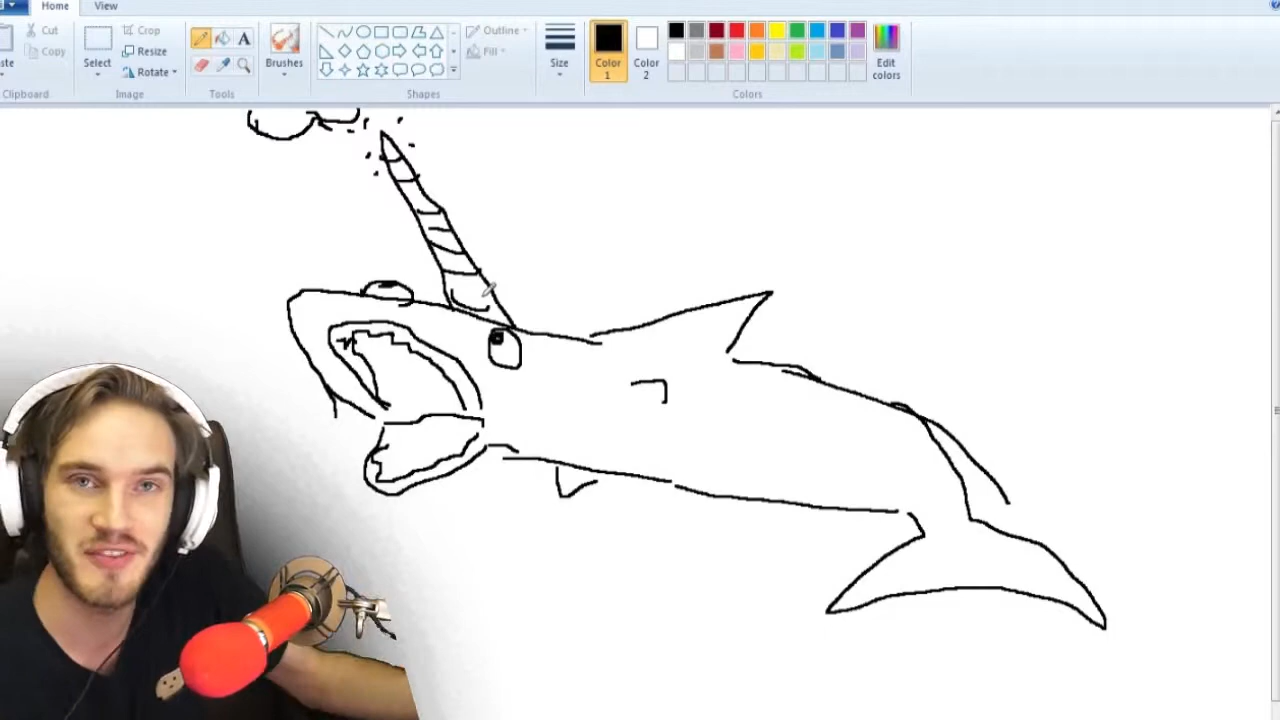 Home View
Cut
Copy
ste
Clipboard
Select
Crop
Resize
Rotate
Image
A
Tools
Brushes
Shapes
Outline
Fill
Size
Color
1
Color
2
Edit
colors
Colors